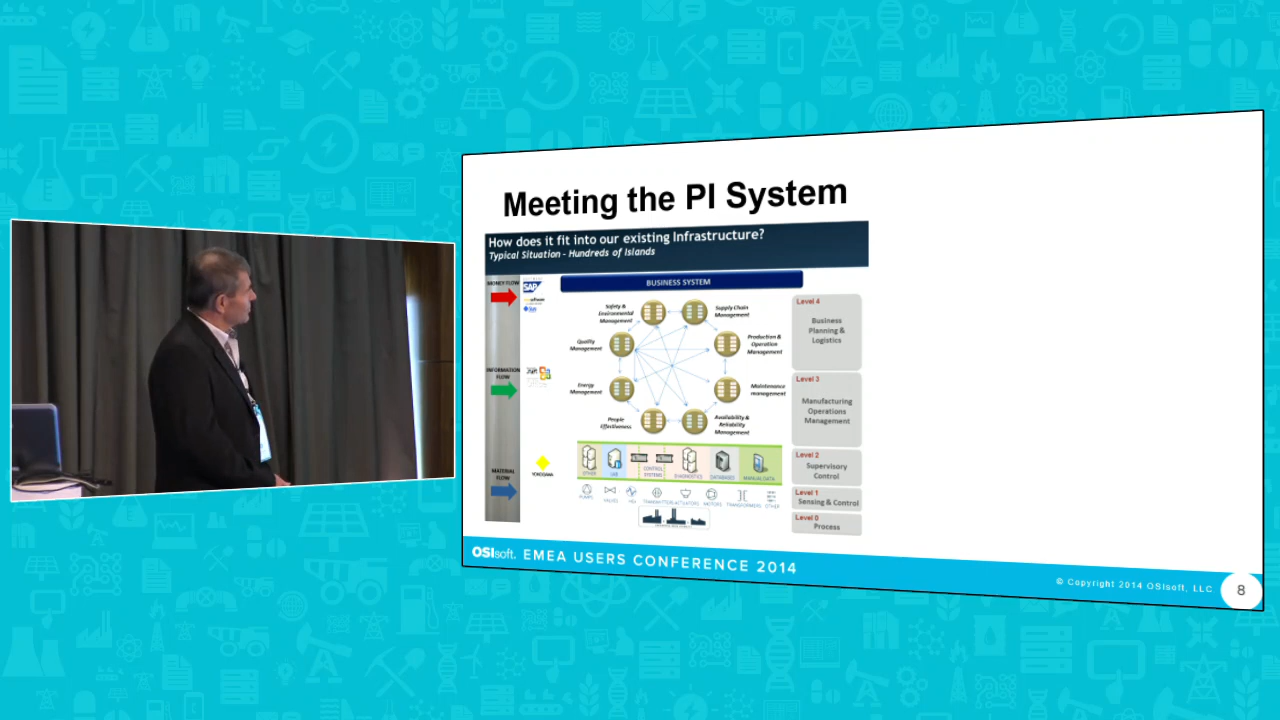 Meeting the PI System
How does it fit into our existing Infrastructure?
Typical Situation - Hundreds of Islands
BUSINESS SYSTEM
MONEY FLOW
SAP
INFORMATION
FLOW
MATERIAL
FLOW
YOKOGAWA
Safety &
Environmental
Management
Supply Chain
Management
Quality
Management
Production &
Operation
Management
Energy
Management
Maintenance
management
People
Effectiveness
Availability &
Reliability
Management
OTHER
LAB
CONTROL
SYSTEMS
DIAGNOSTICS
DATABASES
MANUAL DATA
PUMPS
VALVES
TRANSMITTERS
ACTUATORS
MOTORS
TRANSFORMERS
OTHER
Level 4
Business
Planning &
Logistics
Level 3
Manufacturing
Operations
Management
Level 2
Supervisory
Control
Level 1
Sensing & Control
Level 0
Process
OSIsoft. EMEA USERS CONFERENCE 2014
© Copyright 2014 OSIsoft, LLC.
8